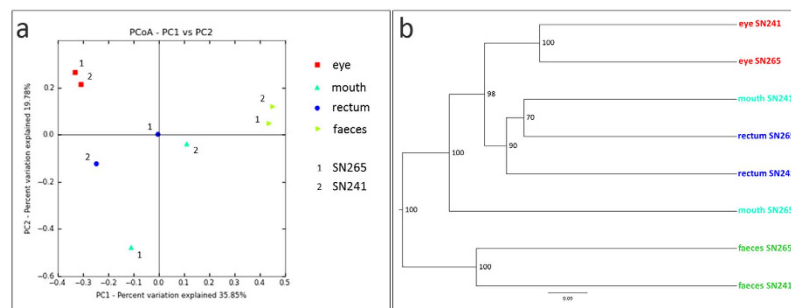 a
PCoA - PC1 vs PC2
PC2 - Percent variation explained 19.78%
0.2
0.0
−0.2
−0.4
−0.6
1
2
2
1
1
2
2
1
−0.4 −0.3 −0.2 −0.1 0.0 0.1 0.2 0.3 0.4 0.5
PC1 - Percent variation explained 35.85%
eye
mouth
rectum
faeces
1 SN265
2 SN241
b
eye SN241
100
eye SN265
98
mouth SN241
70
rectum SN265
90
100
rectum SN241
100
mouth SN265
faeces SN265
100
faeces SN241
0.01